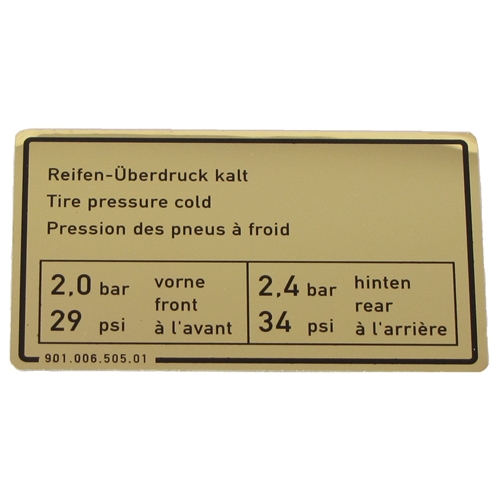 Reifen-Überdruck kalt
Tire pressure cold
Pression des pneus à froid
2,0 bar
29 psi
vorne
front
à l'avant
2,4 bar
34 psi
hinten
rear
à l'arrière
901.006.505.01